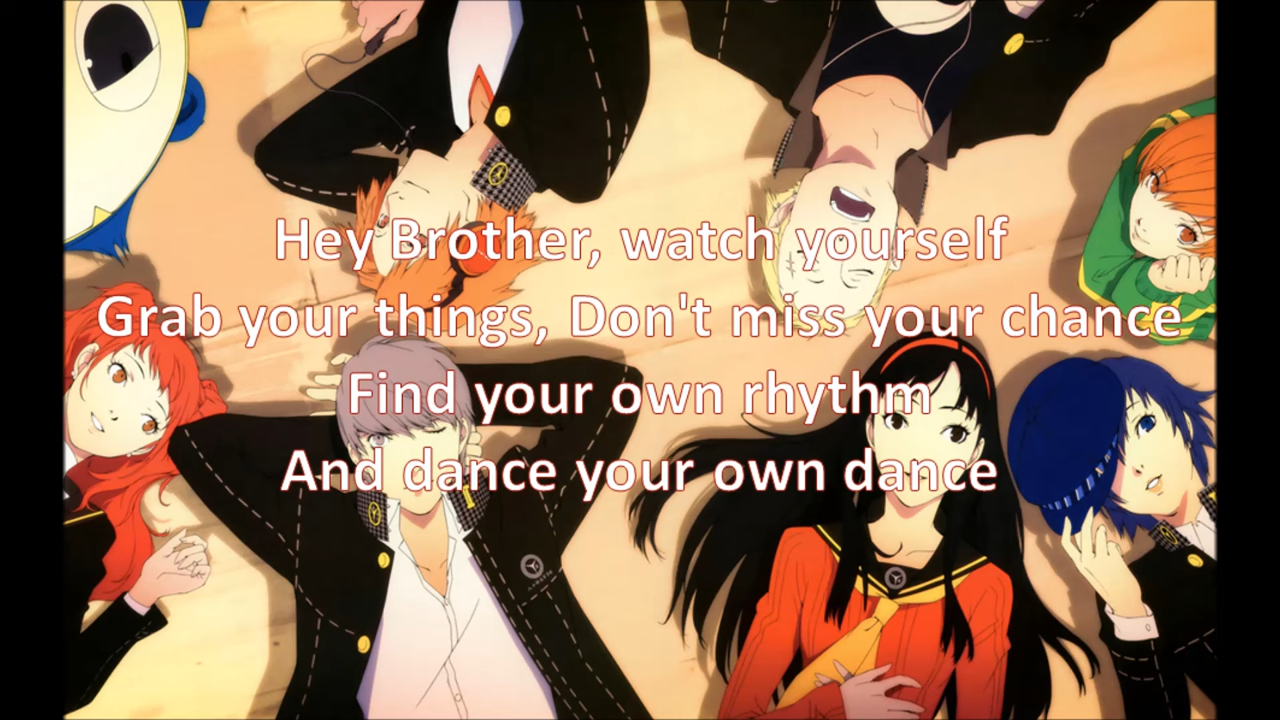 Hey Brother, watch yourself
Grab your things, Don't miss your chance
Find your own rhythm
And dance your own dance